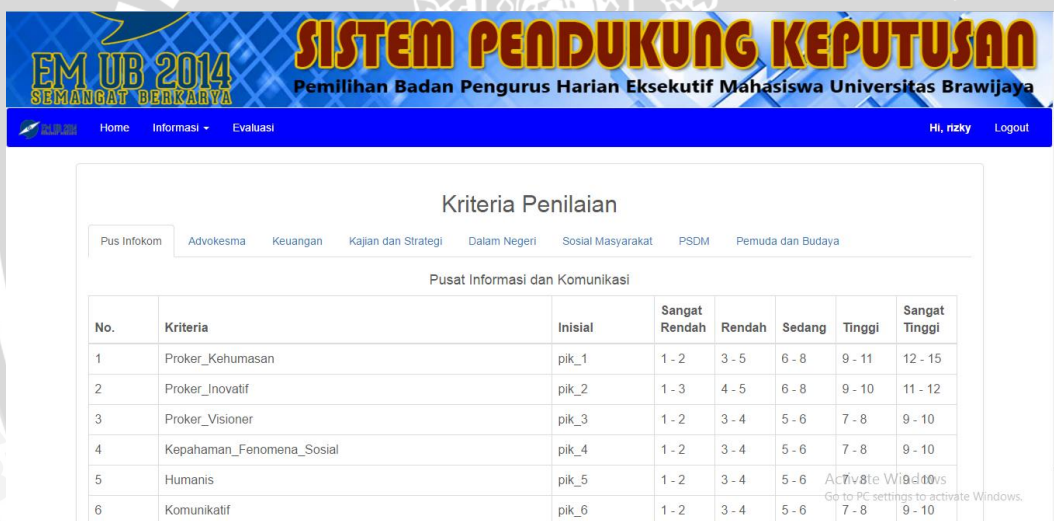 SISTEM PENDUKUNG KEPUTUSAN
EM UB 2014
SEMANGAT BERKARYA
Pemilihan Badan Pengurus Harian Eksekutif Mahasiswa Universitas Brawijaya
Home Informasi Evaluasi Hi, rizky Logout
Kriteria Penilaian
Pus Infokom Advokesma Keuangan Kajian dan Strategi Dalam Negeri Sosial Masyarakat PSDM Pemuda dan Budaya
Pusat Informasi dan Komunikasi
No. Kriteria Inisial Sangat Rendah Rendah Sedang Tinggi Sangat Tinggi
1 Proker_Kehumasan pik_1 1 - 2 3 - 5 6 - 8 9 - 11 12 - 15
2 Proker_Inovatif pik_2 1 - 3 4 - 5 6 - 8 9 - 10 11 - 12
3 Proker_Visioner pik_3 1 - 2 3 - 4 5 - 6 7 - 8 9 - 10
4 Kepahaman_Fenomena_Sosial pik_4 1 - 2 3 - 4 5 - 6 7 - 8 9 - 10
5 Humanis pik_5 1 - 2 3 - 4 5 - 6 7 - 8 9 - 10
6 Komunikatif pik_6 1 - 2 3 - 4 5 - 6 7 - 8 9 - 10
Activate Windows
Go to PC settings to activate Windows.